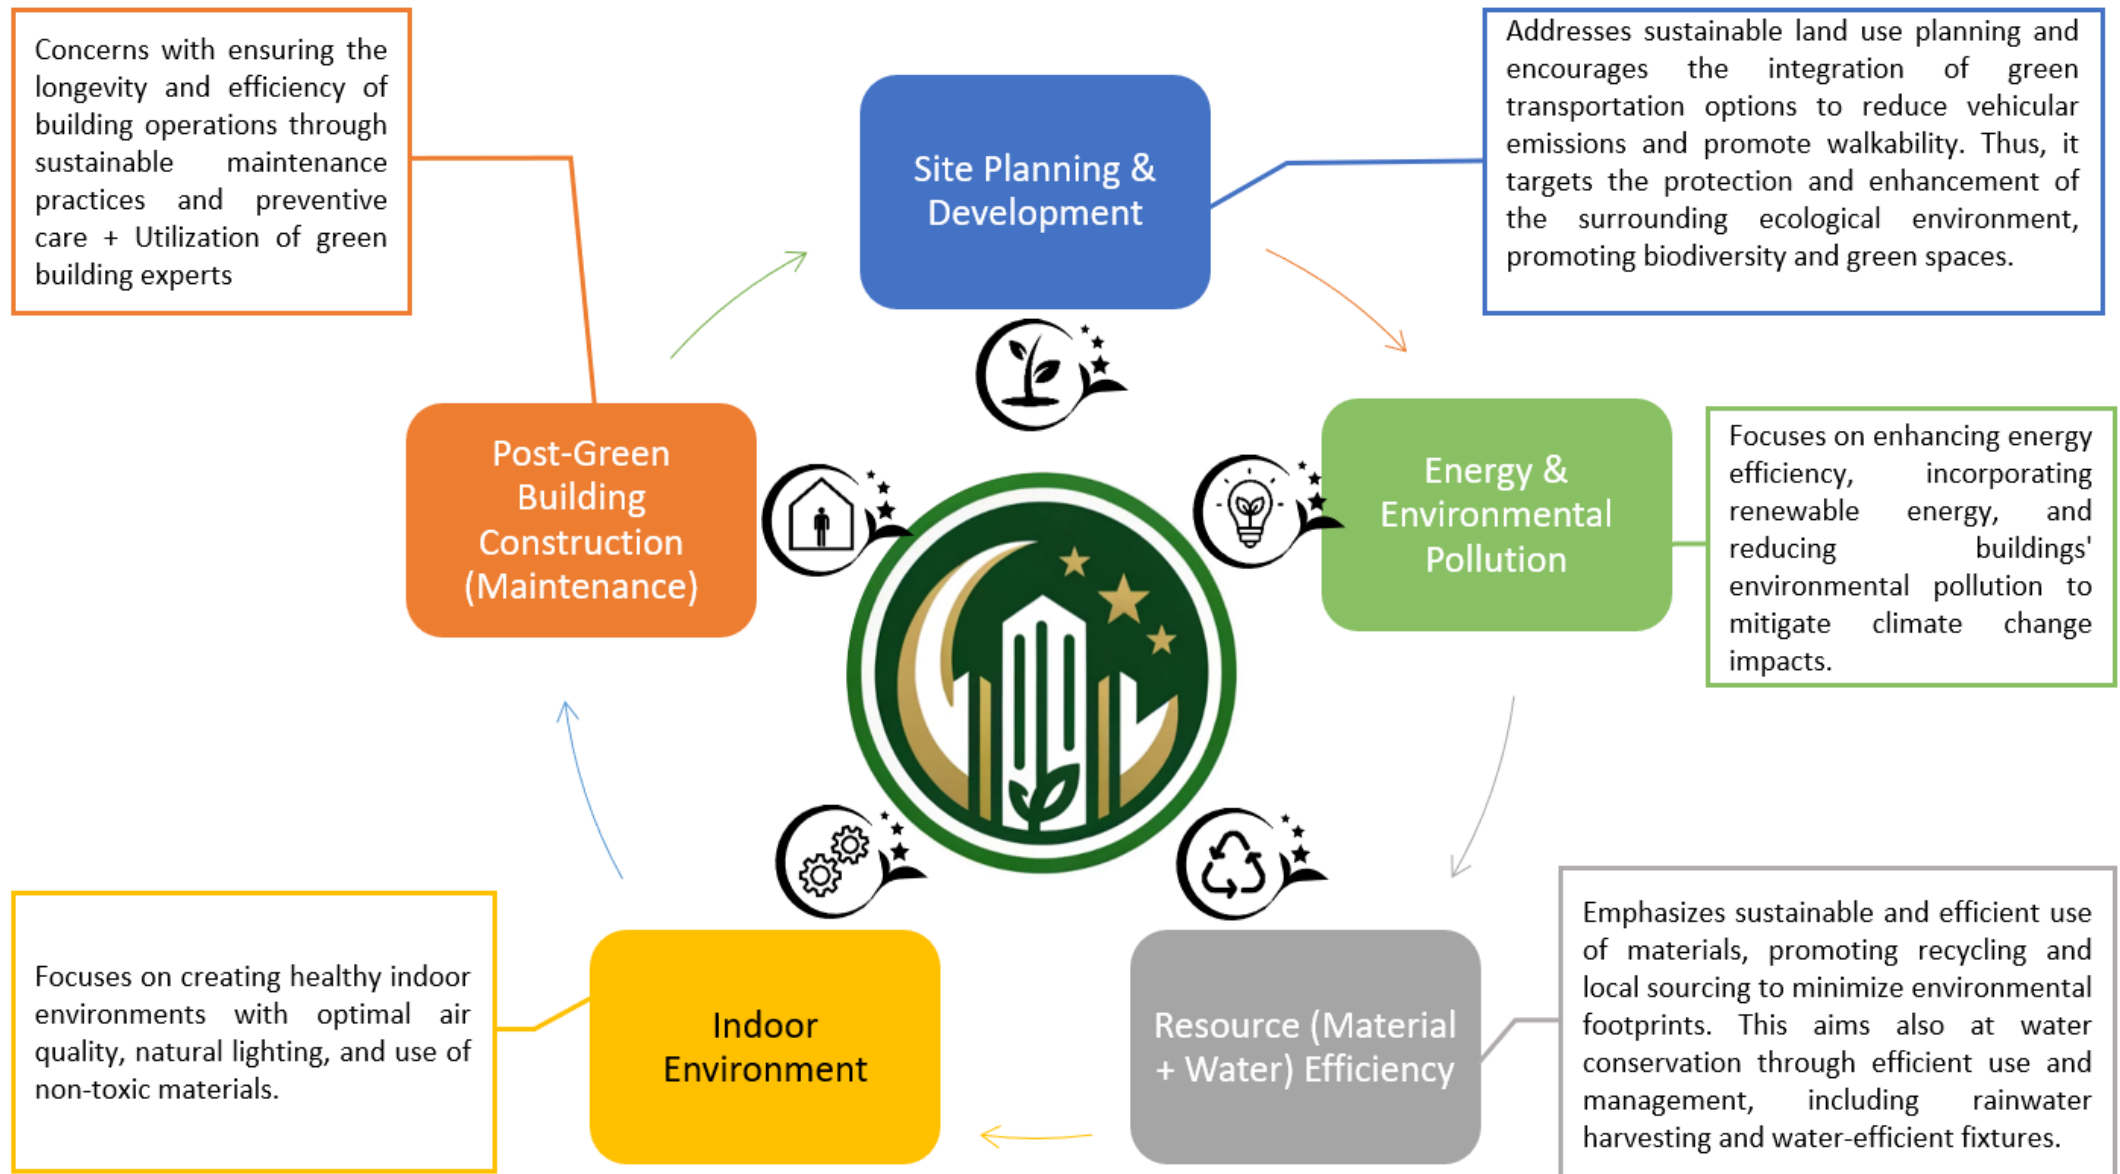 Concerns with ensuring the
longevity and efficiency of
building operations through
sustainable maintenance
practices and preventive
care + Utilization of green
building experts
Site Planning &
Development
Addresses sustainable land use planning and
encourages the integration of green
transportation options to reduce vehicular
emissions and promote walkability. Thus, it
targets the protection and enhancement of
the surrounding ecological environment,
promoting biodiversity and green spaces.
Post-Green
Building
Construction
(Maintenance)
Energy &
Environmental
Pollution
Focuses on enhancing energy
efficiency, incorporating
renewable energy, and
reducing buildings'
environmental pollution to
mitigate climate change
impacts.
Focuses on creating healthy indoor
environments with optimal air
quality, natural lighting, and use of
non-toxic materials.
Indoor
Environment
Resource (Material
+ Water) Efficiency
Emphasizes sustainable and efficient use
of materials, promoting recycling and
local sourcing to minimize environmental
footprints. This aims also at water
conservation through efficient use and
management, including rainwater
harvesting and water-efficient fixtures.